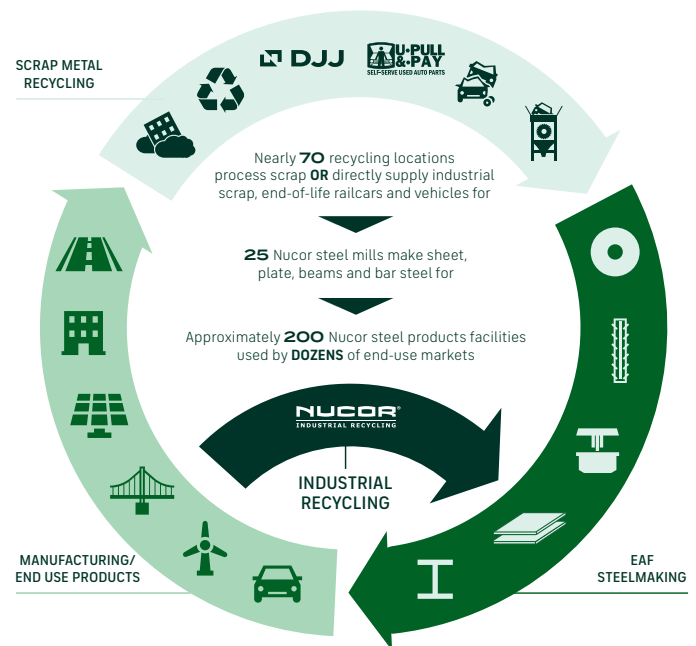 SCRAP METAL
RECYCLING
DJJ
U-PULL
&-PAY
SELF-SERVE USED AUTO PARTS
Nearly 70 recycling locations
process scrap OR directly supply industrial
scrap, end-of-life railcars and vehicles for
25 Nucor steel mills make sheet,
plate, beams and bar steel for
Approximately 200 Nucor steel products facilities
used by DOZENS of end-use markets
NUCOR®
INDUSTRIAL RECYCLING
INDUSTRIAL
RECYCLING
MANUFACTURING/
END USE PRODUCTS
EAF
STEELMAKING